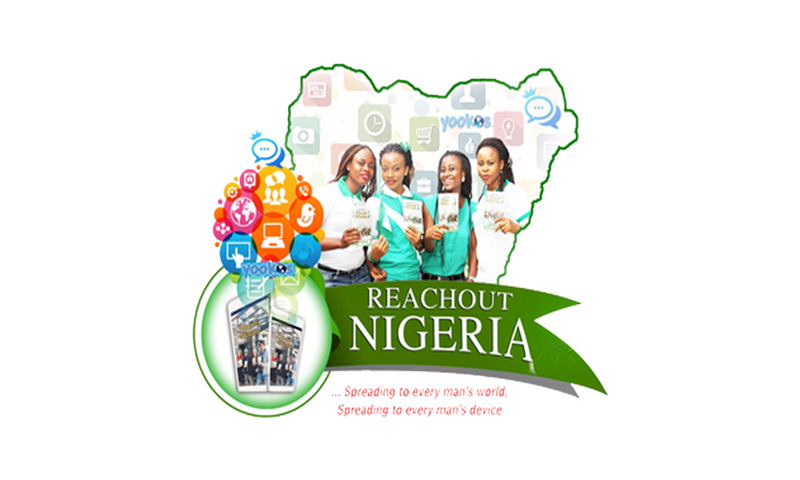 yookos
yookos
REACHOUT
NIGERIA
... Spreading to every man's world,
Spreading to every man's device